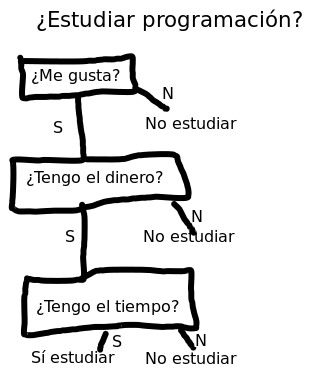 ¿Estudiar programación?
¿Me gusta?
N
S
No estudiar
¿Tengo el dinero?
N
S
No estudiar
¿Tengo el tiempo?
S
N
Sí estudiar
No estudiar